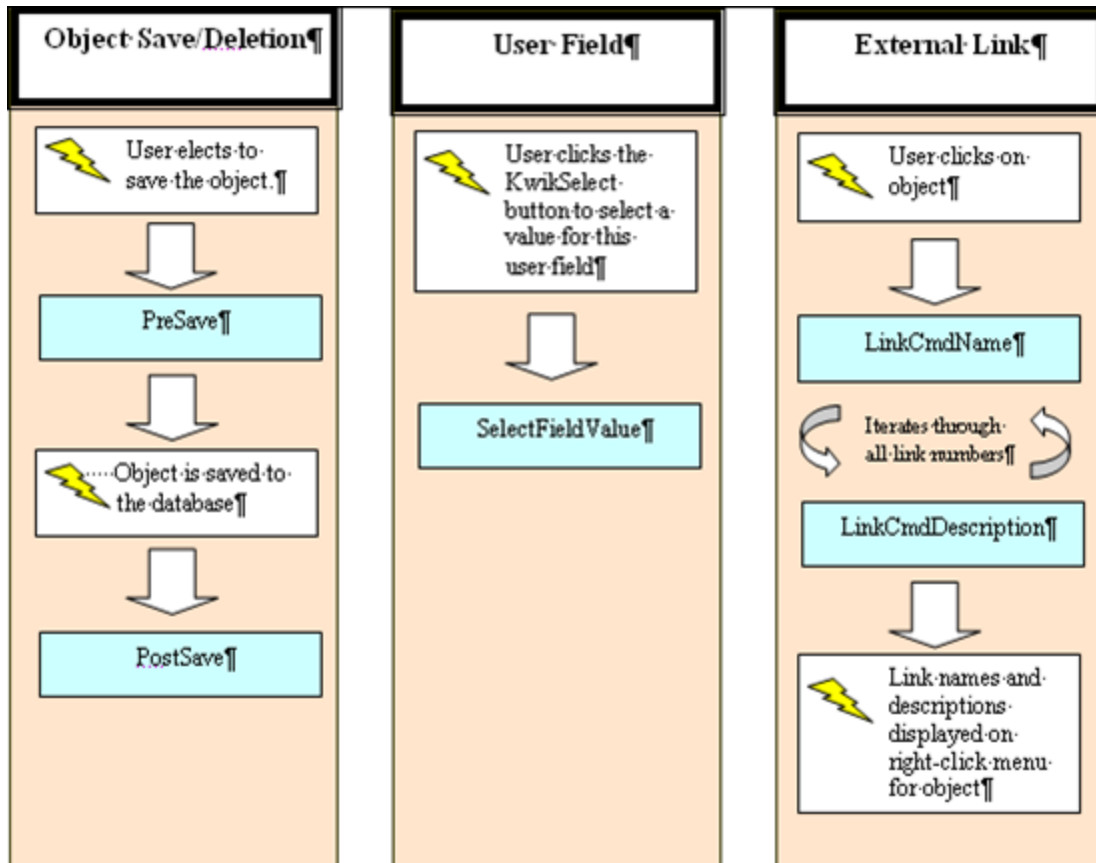 Object Save/Deletion¶
User elects to
save the object.¶
PreSave¶
Object is saved to
the database¶
PostSave¶
User Field¶
User clicks the
KwikSelect
button to select a
value for this
user field¶
SelectFieldValue¶
External Link¶
User clicks on
object¶
LinkCmdName¶
Iterates through
all link numbers¶
LinkCmdDescription¶
Link names and
descriptions
displayed on
right-click menu
for object¶